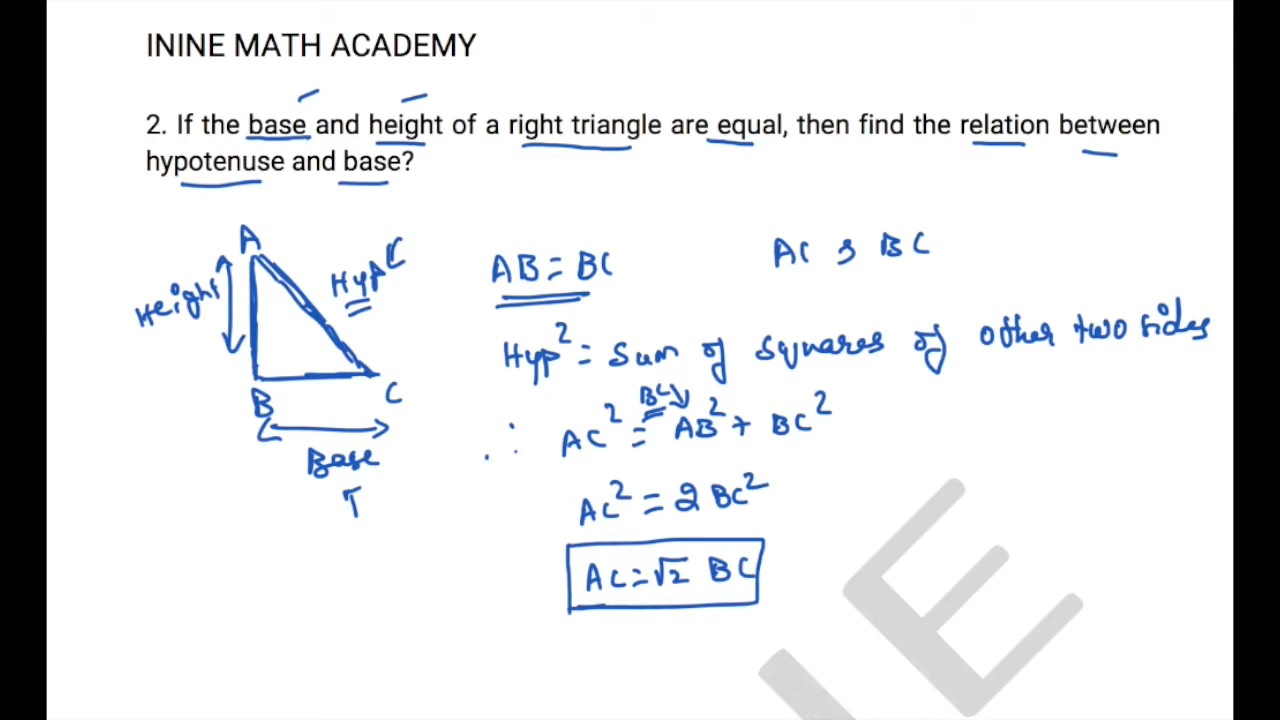 ININE MATH ACADEMY
2. If the base and height of a right triangle are equal, then find the relation between
hypotenuse and base?
A
Height
Hyp
B
C
Base
AB = BC
AC & BC
Hyp² = Sum of squares of other two sides
BC
∴ AC² = AB² + BC²
AC² = 2 BC²
AC = √2 BC